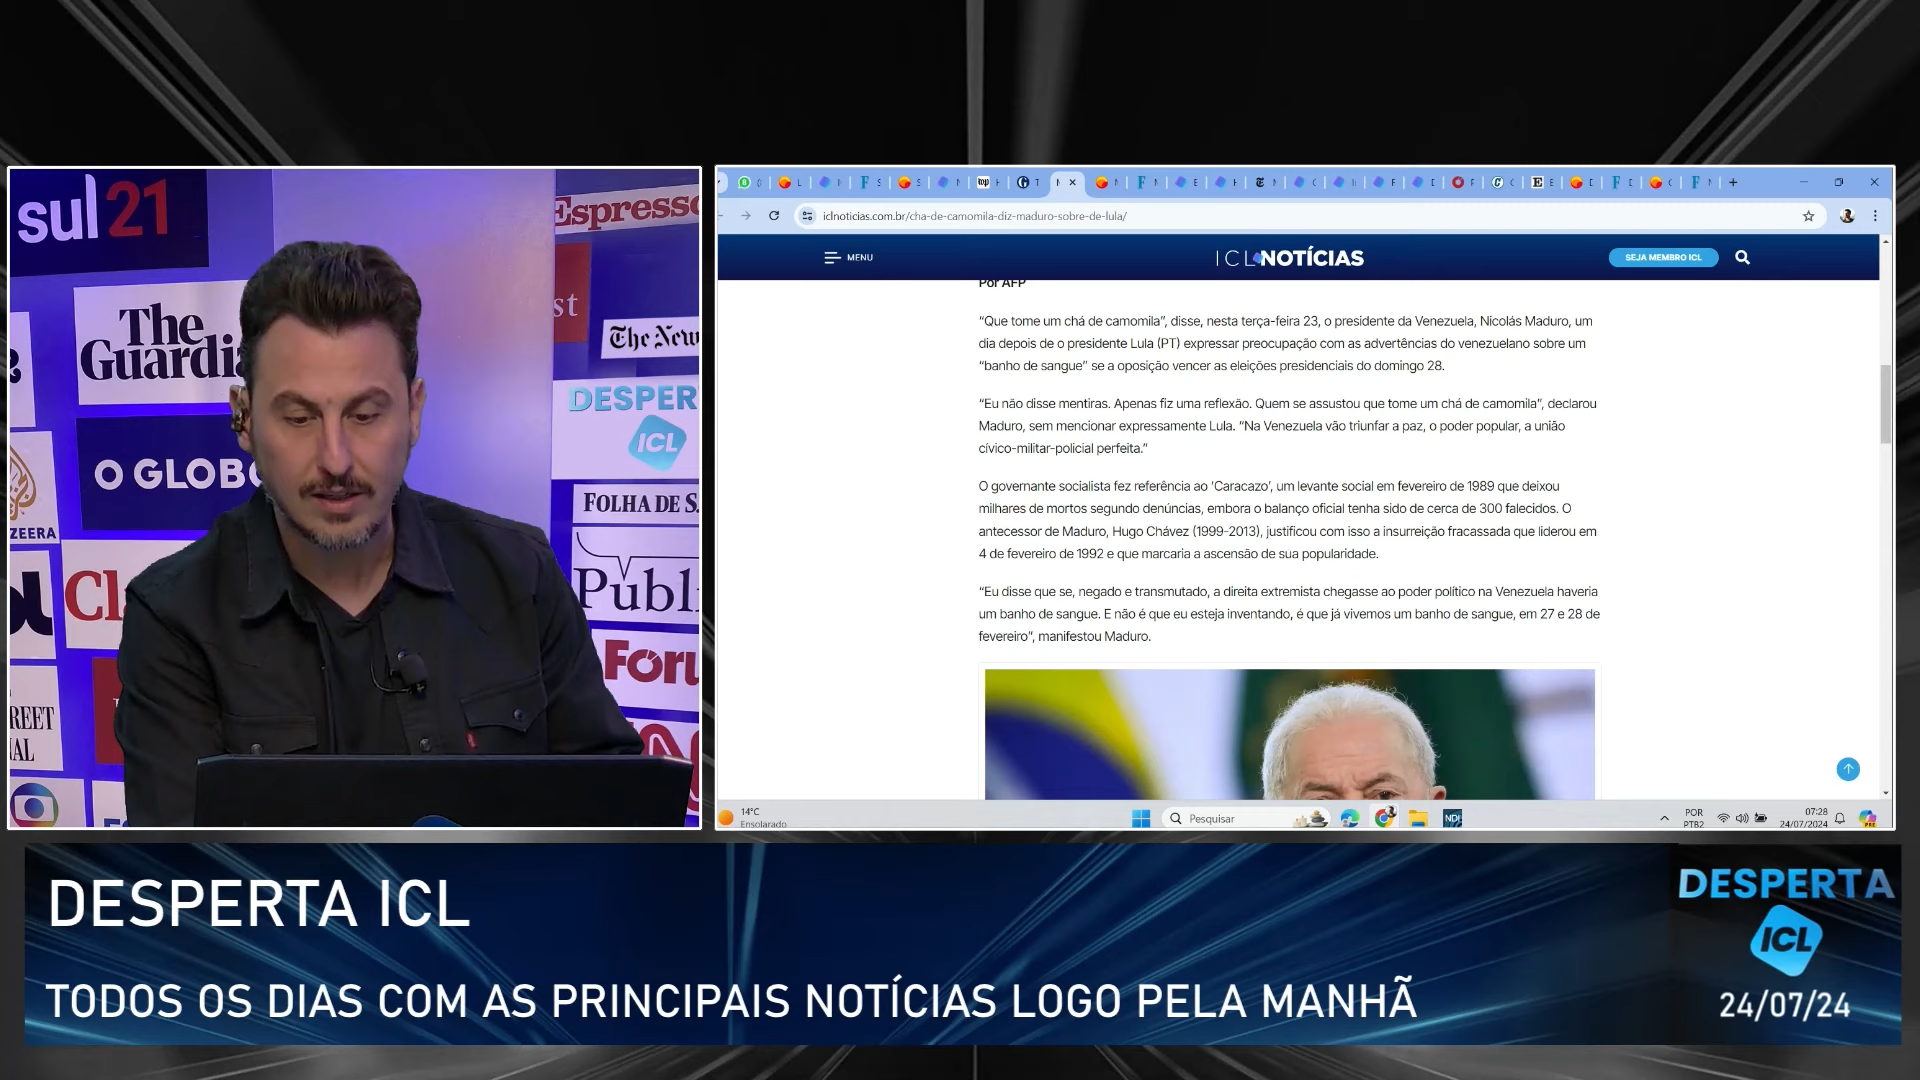 sul21
Espresso
The
Guardia
st
The New
DESPER
ICL
O GLOBO
FOLHA DE S.
ZEERA
Públi
Cl
Fóru
REET
AL
iclnoticias.com.br/cha-de-camomila-diz-maduro-sobre-de-lula/
MENU
ICL NOTÍCIAS
SEJA MEMBRO ICL
Por AFP
“Que tome um chá de camomila”, disse, nesta terça-feira 23, o presidente da Venezuela, Nicolás Maduro, um
dia depois de o presidente Lula (PT) expressar preocupação com as advertências do venezuelano sobre um
“banho de sangue” se a oposição vencer as eleições presidenciais do domingo 28.
“Eu não disse mentiras. Apenas fiz uma reflexão. Quem se assustou que tome um chá de camomila”, declarou
Maduro, sem mencionar expressamente Lula. “Na Venezuela vão triunfar a paz, o poder popular, a união
cívico-militar-policial perfeita.”
O governante socialista fez referência ao ‘Caracazo’, um levante social em fevereiro de 1989 que deixou
milhares de mortos segundo denúncias, embora o balanço oficial tenha sido de cerca de 300 falecidos. O
antecessor de Maduro, Hugo Chávez (1999-2013), justificou com isso a insurreição fracassada que liderou em
4 de fevereiro de 1992 e que marcaria a ascensão de sua popularidade.
“Eu disse que se, negado e transmutado, a direita extremista chegasse ao poder político na Venezuela haveria
um banho de sangue. E não é que eu esteja inventando, é que já vivemos um banho de sangue, em 27 e 28 de
fevereiro”, manifestou Maduro.
14°C
Ensolarado
Pesquisar
POR
PTB2
07:28
24/07/2024
DESPERTA ICL
TODOS OS DIAS COM AS PRINCIPAIS NOTÍCIAS LOGO PELA MANHÃ
DESPERTA
ICL
24/07/24